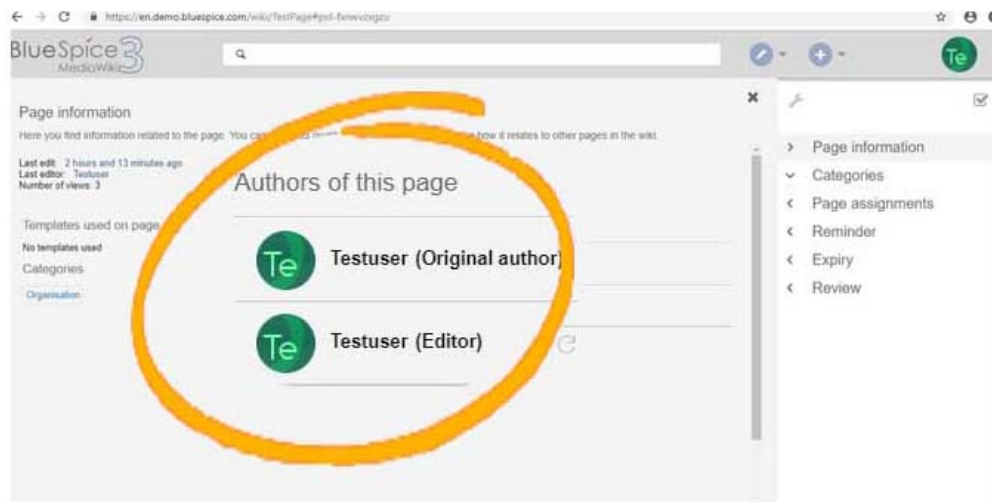 https://en.demo.bluespice.com/wiki/TestPage
BlueSpice 3
MediaWiki
Te
Page information
Here you find information related to the page. You can how it relates to other pages in the wiki.
Last edit: 2 hours and 13 minutes ago
Last editor: Testuser
Number of views: 3
Templates used on page
No templates used
Categories
Organisation
Authors of this page
Te
Testuser (Original author)
Te
Testuser (Editor)
Page information
Categories
Page assignments
Reminder
Expiry
Review